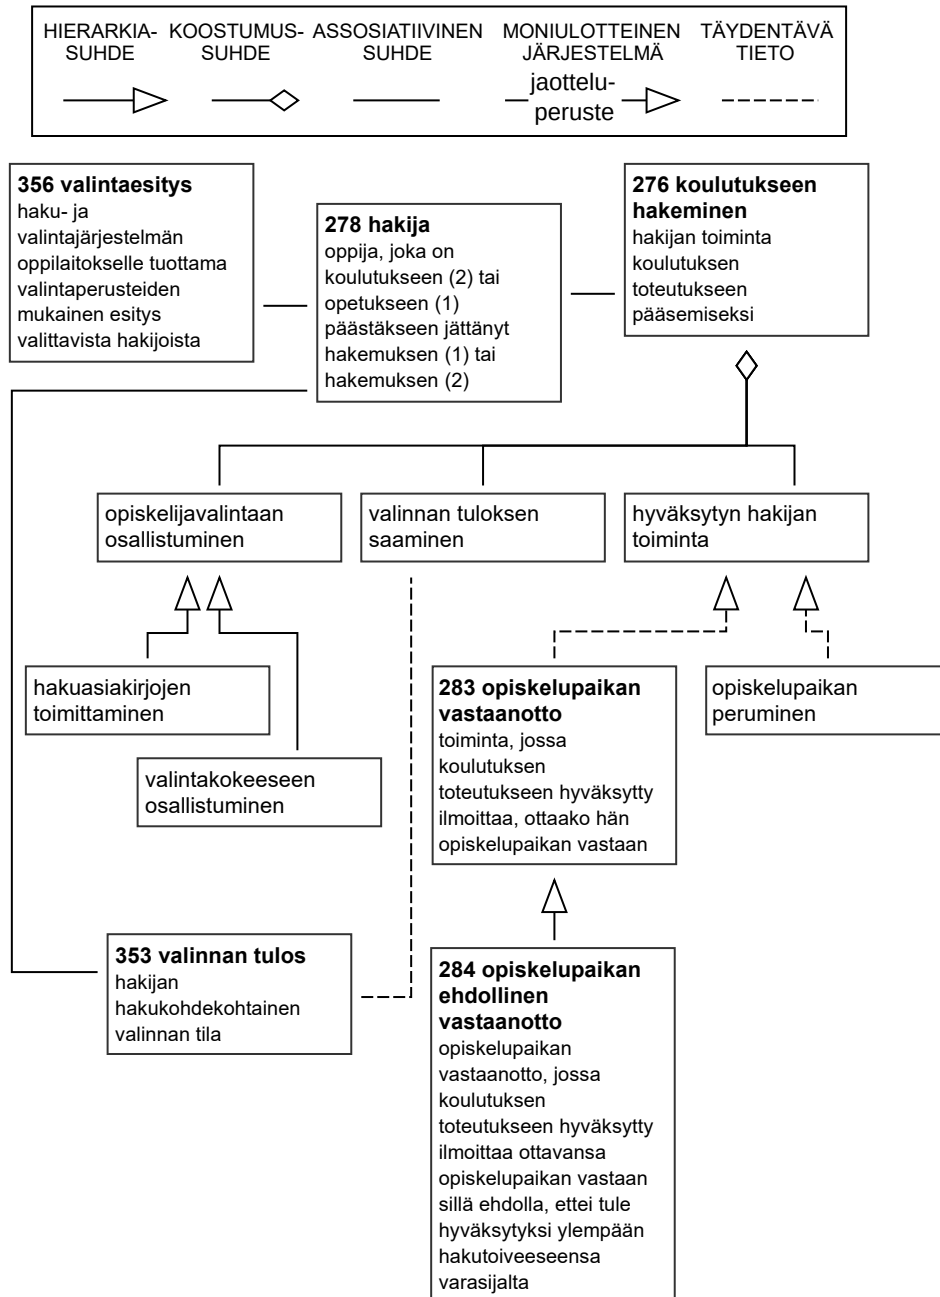 HIERARKIA-
SUHDE
KOOSTUMUS-
SUHDE
ASSOSIATIIVINEN
SUHDE
MONIULOTTEINEN
JÄRJESTELMÄ
TÄYDENTÄVÄ
TIETO
jaottelu-
peruste
356 valintaesitys
haku- ja
valintajärjestelmän
oppilaitokselle tuottama
valintaperusteiden
mukainen esitys
valittavista hakijoista
278 hakija
oppija, joka on
koulutukseen (2) tai
opetukseen (1)
päästäkseen jättänyt
hakemuksen (1) tai
hakemuksen (2)
276 koulutukseen
hakeminen
hakijan toiminta
koulutuksen
toteutukseen
pääsemiseksi
opiskelijavalintaan
osallistuminen
valinnan tuloksen
saaminen
hyväksytyn hakijan
toiminta
hakuasiakirjojen
toimittaminen
valintakokeeseen
osallistuminen
283 opiskelupaikan
vastaanotto
toiminta, jossa
koulutuksen
toteutukseen hyväksytty
ilmoittaa, ottaako hän
opiskelupaikan vastaan
opiskelupaikan
peruminen
353 valinnan tulos
hakijan
hakukohdekohtainen
valinnan tila
284 opiskelupaikan
ehdollinen
vastaanotto
opiskelupaikan
vastaanotto, jossa
koulutuksen
toteutukseen hyväksytty
ilmoittaa ottavansa
opiskelupaikan vastaan
sillä ehdolla, ettei tule
hyväksytyksi ylempään
hakutoiveeseensa
varasijalta